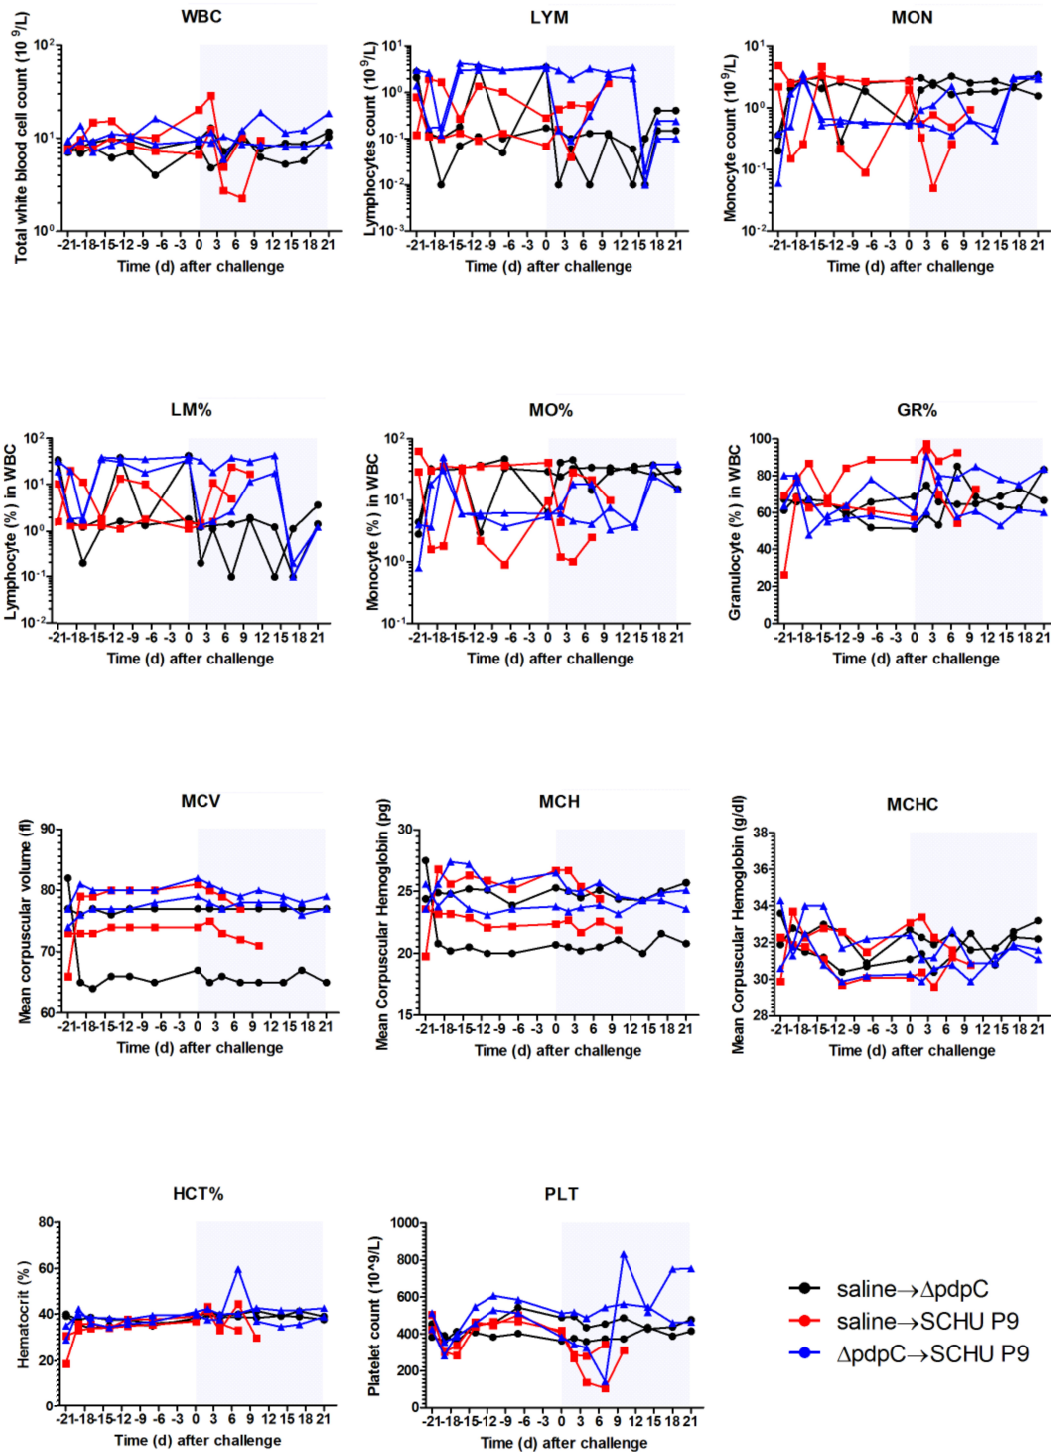 WBC
Total white blood cell count (10 9/L)
10²
10¹
10⁰
-21-18-15-12 -9 -6 -3 0 3 6 9 12 15 18 21
Time (d) after challenge
LYM
Lymphocytes count (10 9/L)
10¹
10⁰
10⁻¹
10⁻²
10⁻³
-21-18-15-12 -9 -6 -3 0 3 6 9 12 15 18 21
Time (d) after challenge
MON
Monocyte count (10 9/L)
10¹
10⁰
10⁻¹
10⁻²
-21-18-15-12 -9 -6 -3 0 3 6 9 12 15 18 21
Time (d) after challenge
LM%
Lymphocyte (% ) in WBC
10²
10¹
10⁰
10⁻¹
10⁻²
-21-18-15-12 -9 -6 -3 0 3 6 9 12 15 18 21
Time (d) after challenge
MO%
Monocyte (% ) in WBC
10²
10¹
10⁰
10⁻¹
-21-18-15-12 -9 -6 -3 0 3 6 9 12 15 18 21
Time (d) after challenge
GR%
Granulocyte (% ) in WBC
100
80
60
40
20
0
-21-18-15-12 -9 -6 -3 0 3 6 9 12 15 18 21
Time (d) after challenge
MCV
Mean corpuscular volume (fl)
90
80
70
60
-21-18-15-12 -9 -6 -3 0 3 6 9 12 15 18 21
Time (d) after challenge
MCH
Mean Corpuscular Hemoglobin (pg)
30
25
20
15
-21-18-15-12 -9 -6 -3 0 3 6 9 12 15 18 21
Time (d) after challenge
MCHC
Mean Corpuscular Hemoglobin (g/dl)
38
36
34
32
30
28
-21-18-15-12 -9 -6 -3 0 3 6 9 12 15 18 21
Time (d) after challenge
HCT%
Hematocrit (% )
80
60
40
20
0
-21-18-15-12 -9 -6 -3 0 3 6 9 12 15 18 21
Time (d) after challenge
PLT
Platelet count (10^9/L)
1000
800
600
400
200
0
-21-18-15-12 -9 -6 -3 0 3 6 9 12 15 18 21
Time (d) after challenge
saline→ΔpdpC
saline→SCHU P9
ΔpdpC→SCHU P9